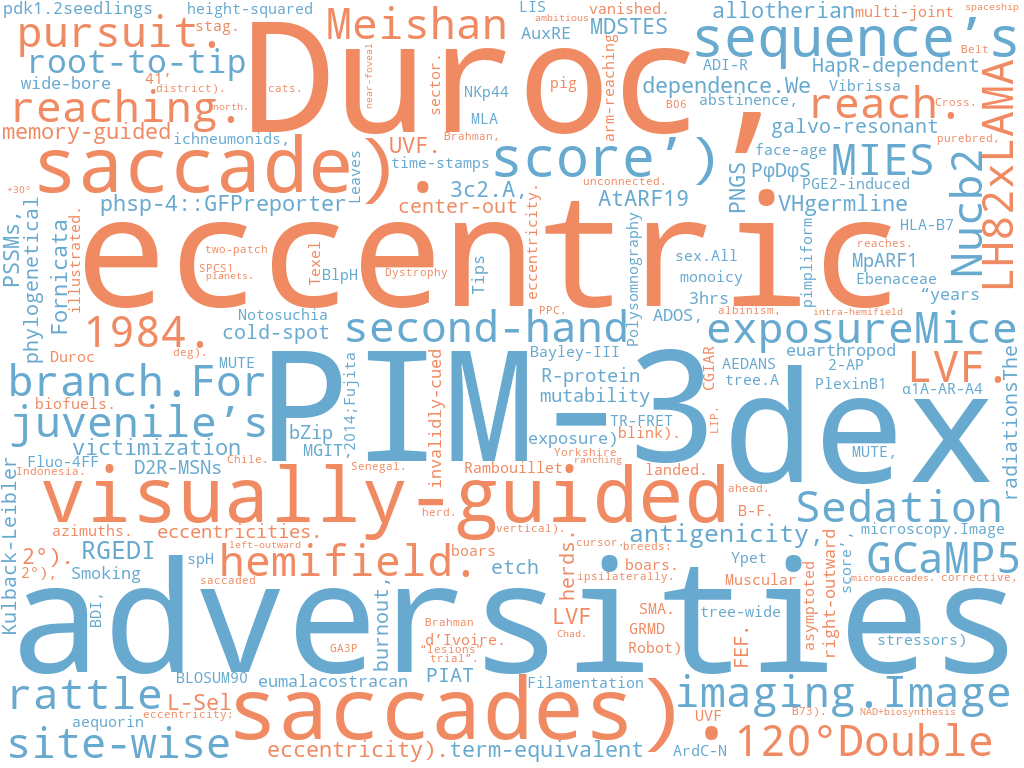 pdk1.2seedlings
height-squared
LIS
vanished.
spaceship
pursuit.
stag.
Meishan
ambitious
AuxRE
MDSTES
allotherian
multi-joint
Duroc,
sequence’s
root-to-tip
near-foveal
sector.
arm-reaching
ADI-R
Belt
HapR-dependent
wide-bore
41’
district).
cats.
NKp44
pig
dependence.We
Vibrissa
LH82xLAMA
reaching.
north.
MLA
B06
abstinence,
reach.
Cross.
memory-guided
ichneumonids,
Brahman,
galvo-resonant
purebred,
saccade).
UVF.
time-stamps
score’)
face-age
PφDφS
MIES
Nucb2
+30°
Leaves
unconnected.
PNGS
PGE2-induced
phsp-4::GFPreporter
center-out
3c2.A,
AtARF19
VHgermline
PSSMs,
phylogenetical
Fornicata
illustrated.
eccentric
eccentricity.
Polysomnography
pimpliform
HLA-B7
two-patch
SPCS1
planets.
Texel
BlpH
Dystrophy
Tips
sex.All
monoicy
reaches.
MpARF1
Ebenaceae
3hrs
“years
Notosuchia
PPC.
ADOS,
albinism,
intra-hemifield
1984.
cold-spot
second-hand
exposureMice
Duroc
deg).
MUTE
-2014;Fujita
invalidly-cued
Bayley-III
CGIAR
AEDANS
euarthropod
LVF.
radiationsThe
branch.For
PIM-3dex
R-protein
mutability
tree.A
2-AP
PlexinB1
α1A-AR-A4
biofuels.
juvenile’s
bZip
TR-FRET
LIP.
victimization
MGIT
(exposure)
blink).
Yorkshire
MUTE,
Fluo-4FF
Indonesia.
D2R-MSNs
Chile.
Senegal.
Rambouillet
ranching
landed.
Kulback-Leibler
visually-guided
herd.
ahead.
B-F.
Sedation
azimuths.
eccentricities.
vertical).
antigenicity,
microscopy.Image
2°).
RGEDI
left-outward
boars
cursor.
breeds:
score.,
GCaMP5
2°),
Smoking
spH
hemifield.
etch
herds.
boars.
Ypet
right-outward
saccaded
ipsilaterally.
Muscular
microsaccades.
corrective,
adversities
BDI,
burnout,
Brahman
LVF
SMA.
tree-wide
asymptoted
GA3P
d’Ivoire.
“lesions”
trial”.
Chad.
GRMD
Robot)
FEF.
stressors)
rattle
BLOSUM90
eumalacostracan
PIAT
Filamentation
imaging.Image
L-Sel
aequorin
eccentricity;
saccades).
UVF
B73).
NAD+biosynthesis
site-wise
eccentricity).
term-equivalent
ArdC-N
120°Double